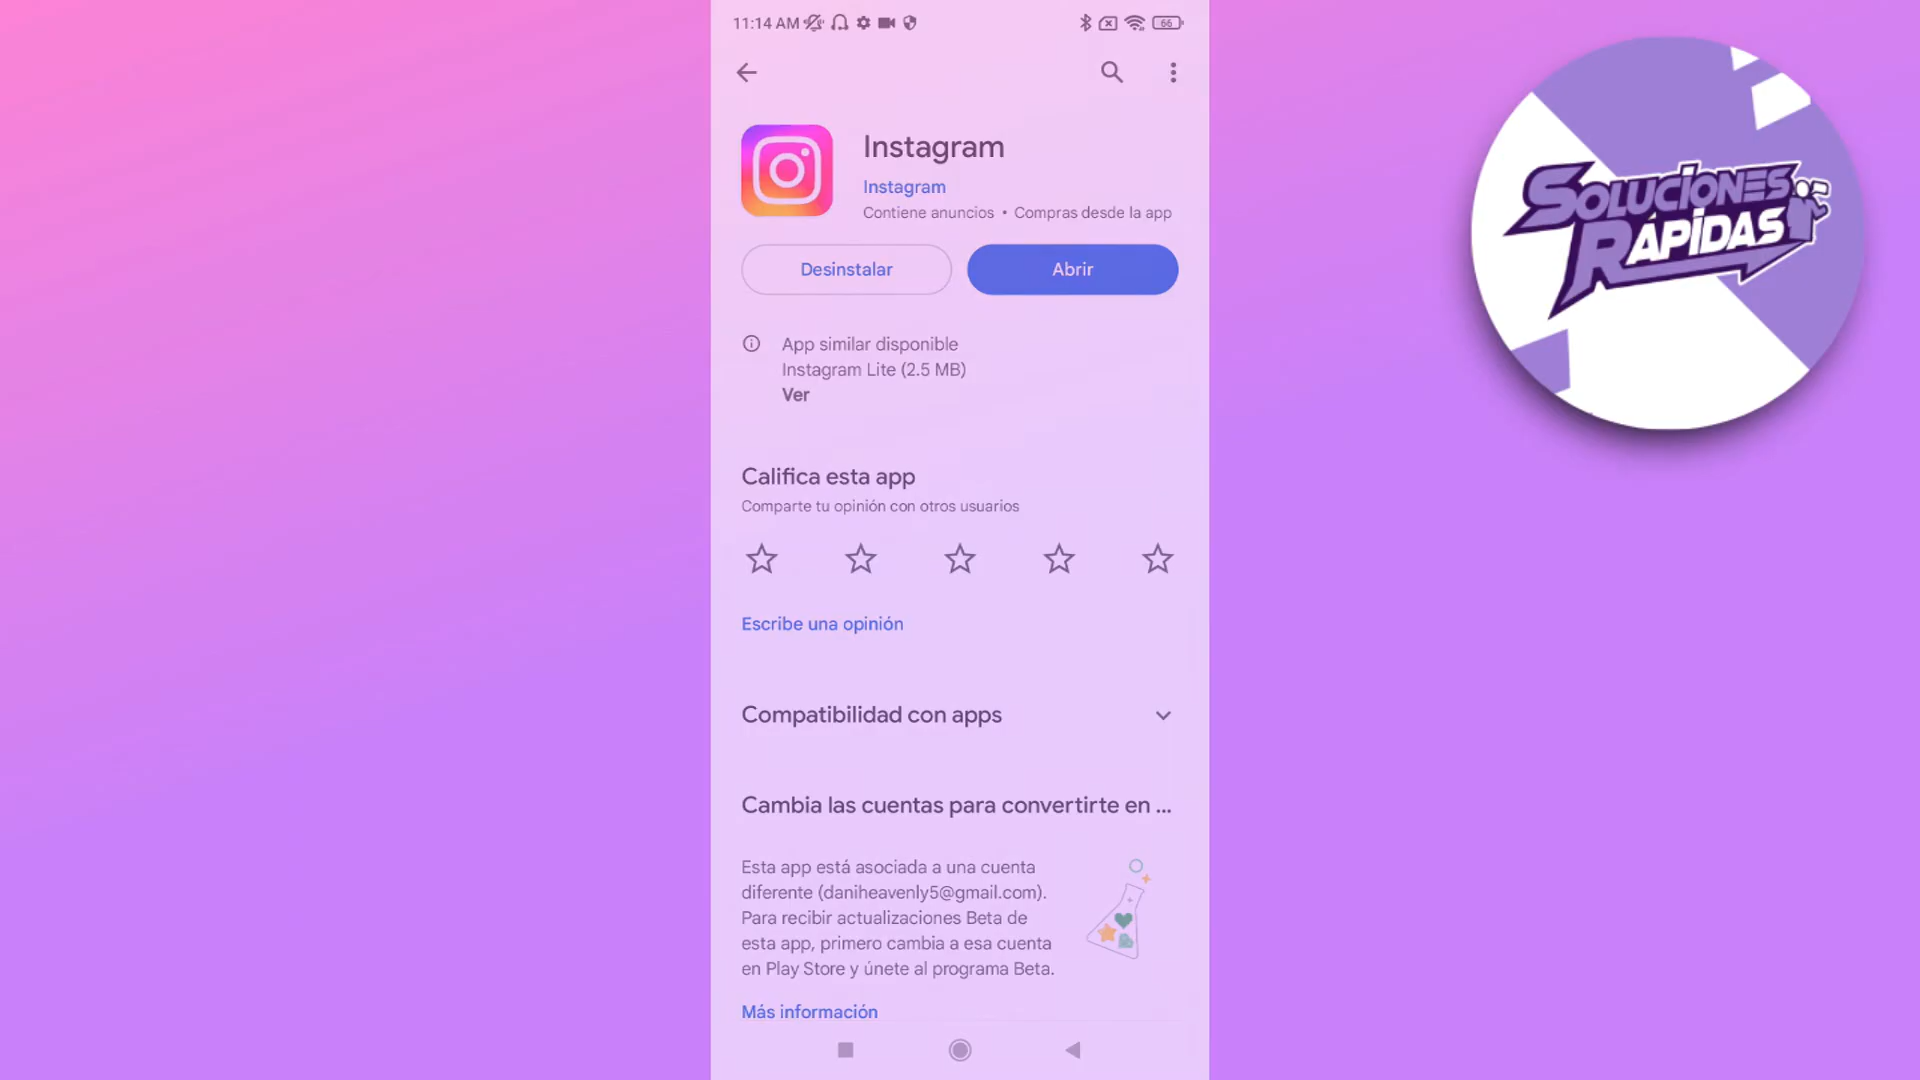 11:14 AM
66
Instagram
Instagram
Contiene anuncios • Compras desde la app
Desinstalar
Abrir
App similar disponible
Instagram Lite (2.5 MB)
Ver
Califica esta app
Comparte tu opinión con otros usuarios
Escribe una opinión
Compatibilidad con apps
Cambia las cuentas para convertirte en ...
Esta app está asociada a una cuenta
diferente (daniheavenly5@gmail.com).
Para recibir actualizaciones Beta de
esta app, primero cambia a esa cuenta
en Play Store y únete al programa Beta.
Más información
SOLUCIONES
RÁPIDAS